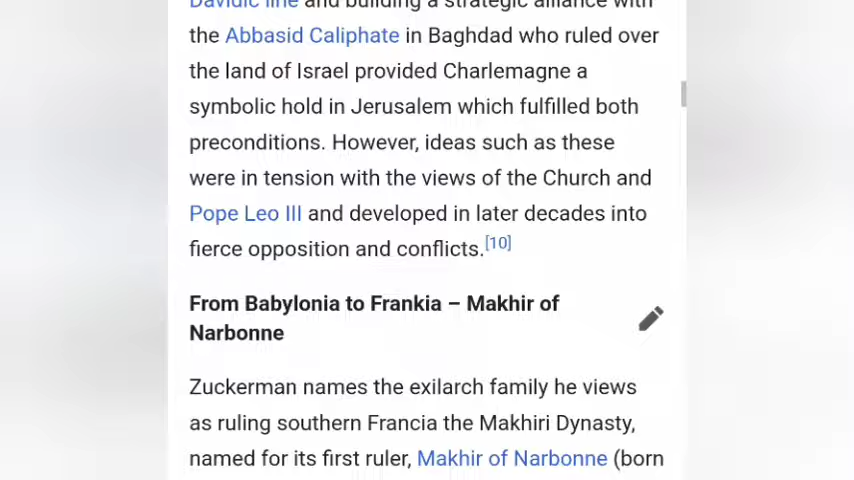 Davidic line and building a strategic alliance with
the Abbasid Caliphate in Baghdad who ruled over
the land of Israel provided Charlemagne a
symbolic hold in Jerusalem which fulfilled both
preconditions. However, ideas such as these
were in tension with the views of the Church and
Pope Leo III and developed in later decades into
fierce opposition and conflicts.[10]
From Babylonia to Frankia – Makhir of
Narbonne
Zuckerman names the exilarch family he views
as ruling southern Francia the Makhiri Dynasty,
named for its first ruler, Makhir of Narbonne (born